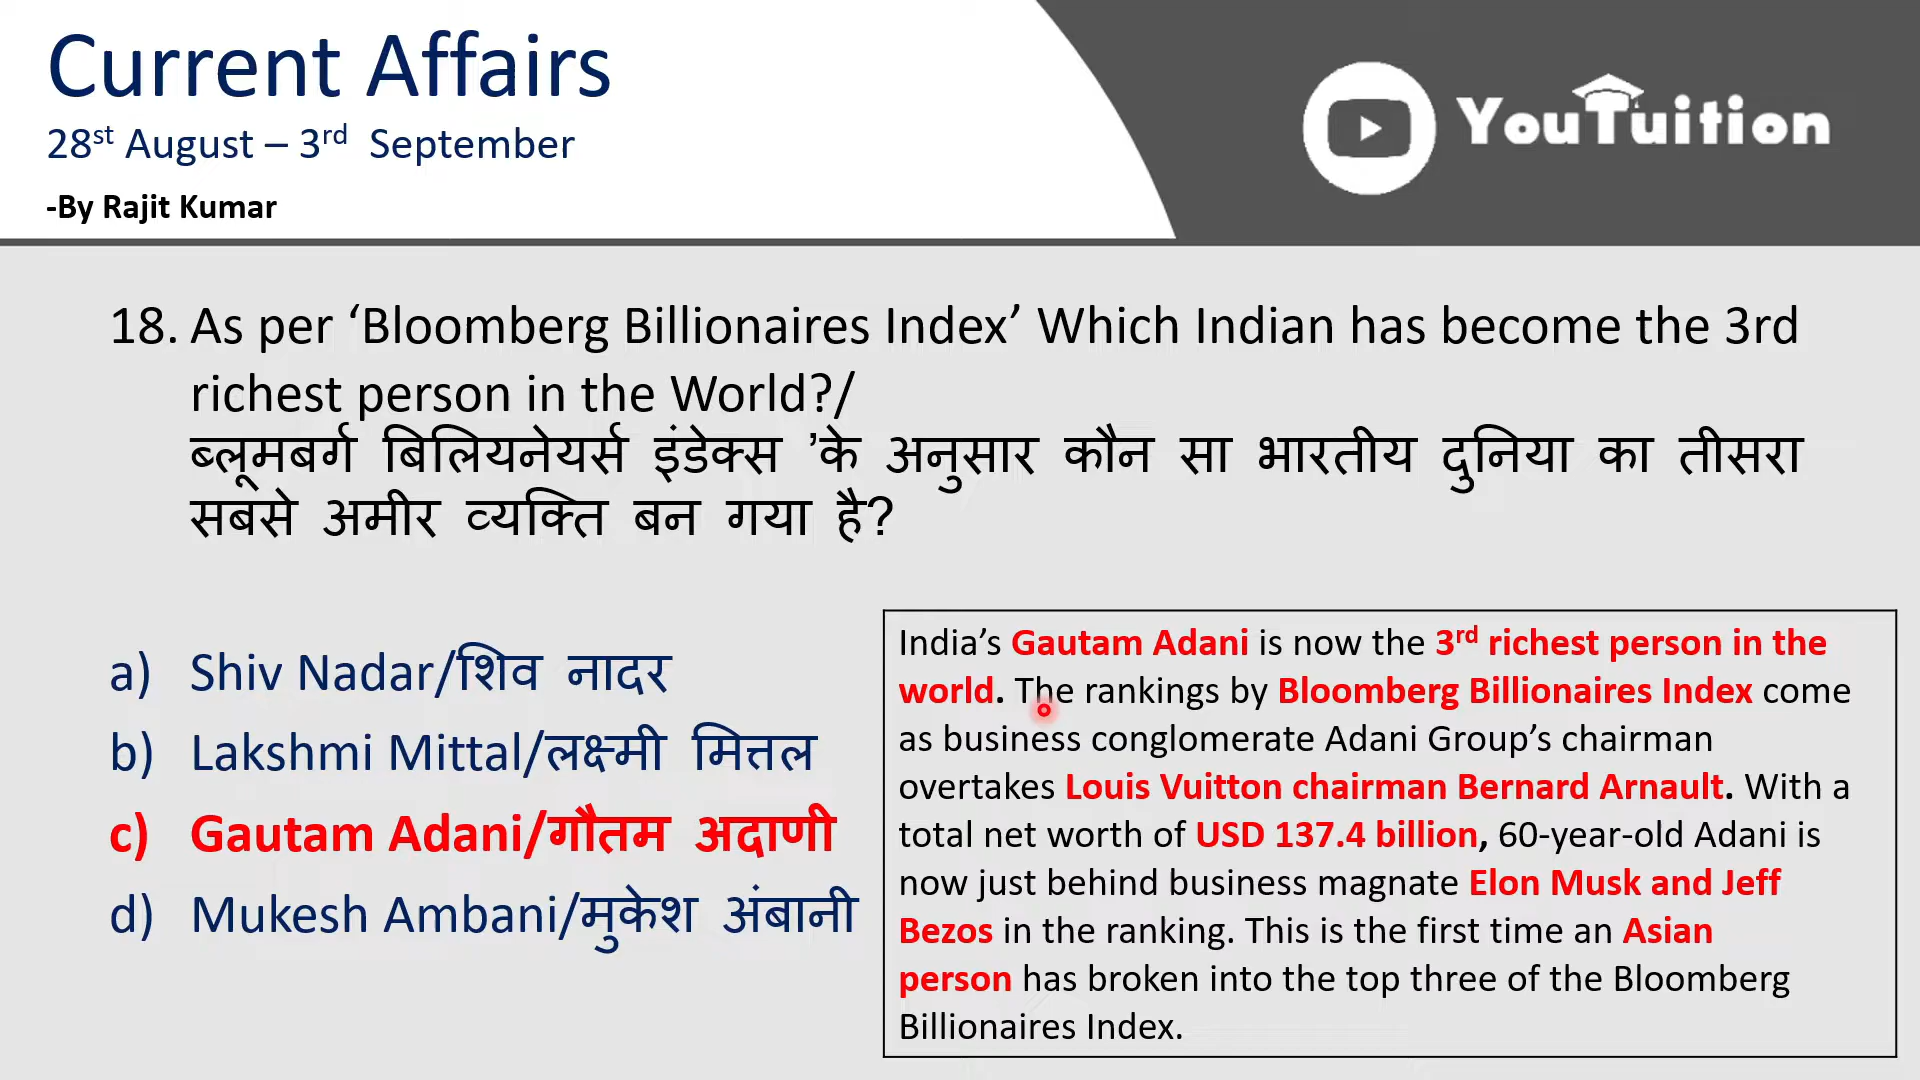 Current Affairs
28st August – 3rd September
-By Rajit Kumar
YouTuition
18. As per ‘Bloomberg Billionaires Index’ Which Indian has become the 3rd
richest person in the World?/
ब्लूमबर्ग बिलियनेयर्स इंडेक्स ’के अनुसार कौन सा भारतीय दुनिया का तीसरा
सबसे अमीर व्यक्ति बन गया है?
a) Shiv Nadar/शिव नादर
b) Lakshmi Mittal/लक्ष्मी मित्तल
c) Gautam Adani/गौतम अदाणी
d) Mukesh Ambani/मुकेश अंबानी
India’s Gautam Adani is now the 3rd richest person in the
world. The rankings by Bloomberg Billionaires Index come
as business conglomerate Adani Group’s chairman
overtakes Louis Vuitton chairman Bernard Arnault. With a
total net worth of USD 137.4 billion, 60-year-old Adani is
now just behind business magnate Elon Musk and Jeff
Bezos in the ranking. This is the first time an Asian
person has broken into the top three of the Bloomberg
Billionaires Index.